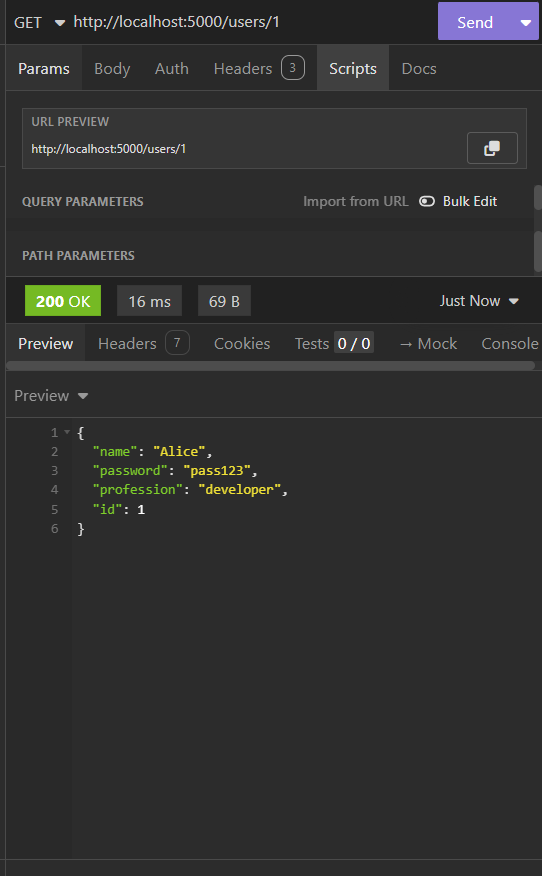 GET http://localhost:5000/users/1 Send
Params Body Auth Headers 3 Scripts Docs
URL PREVIEW
http://localhost:5000/users/1
QUERY PARAMETERS Import from URL Bulk Edit
PATH PARAMETERS
200 OK 16 ms 69 B Just Now
Preview Headers 7 Cookies Tests 0 / 0 → Mock Console
Preview
1 {
2 "name": "Alice",
3 "password": "pass123",
4 "profession": "developer",
5 "id": 1
6 }